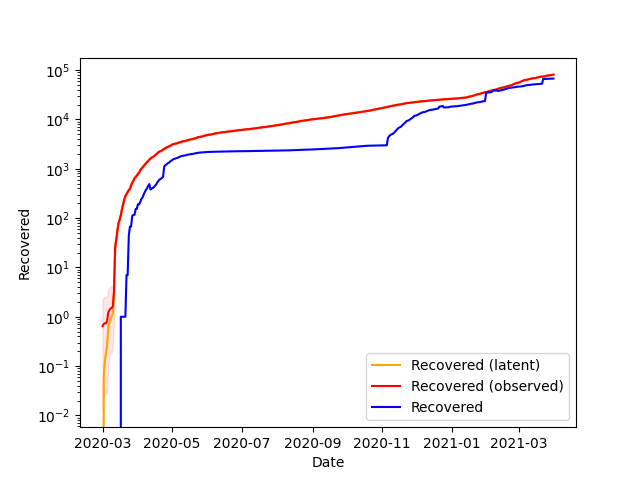 10⁵
10⁴
10³
10²
10¹
10⁰
10⁻¹
10⁻²
Recovered
2020-03 2020-05 2020-07 2020-09 2020-11 2021-01 2021-03
Date
Recovered (latent)
Recovered (observed)
Recovered